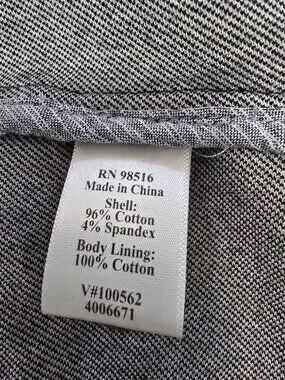 RN 98516
Made in China
Shell:
96% Cotton
4% Spandex
Body Lining:
100% Cotton
V#100562
4006671